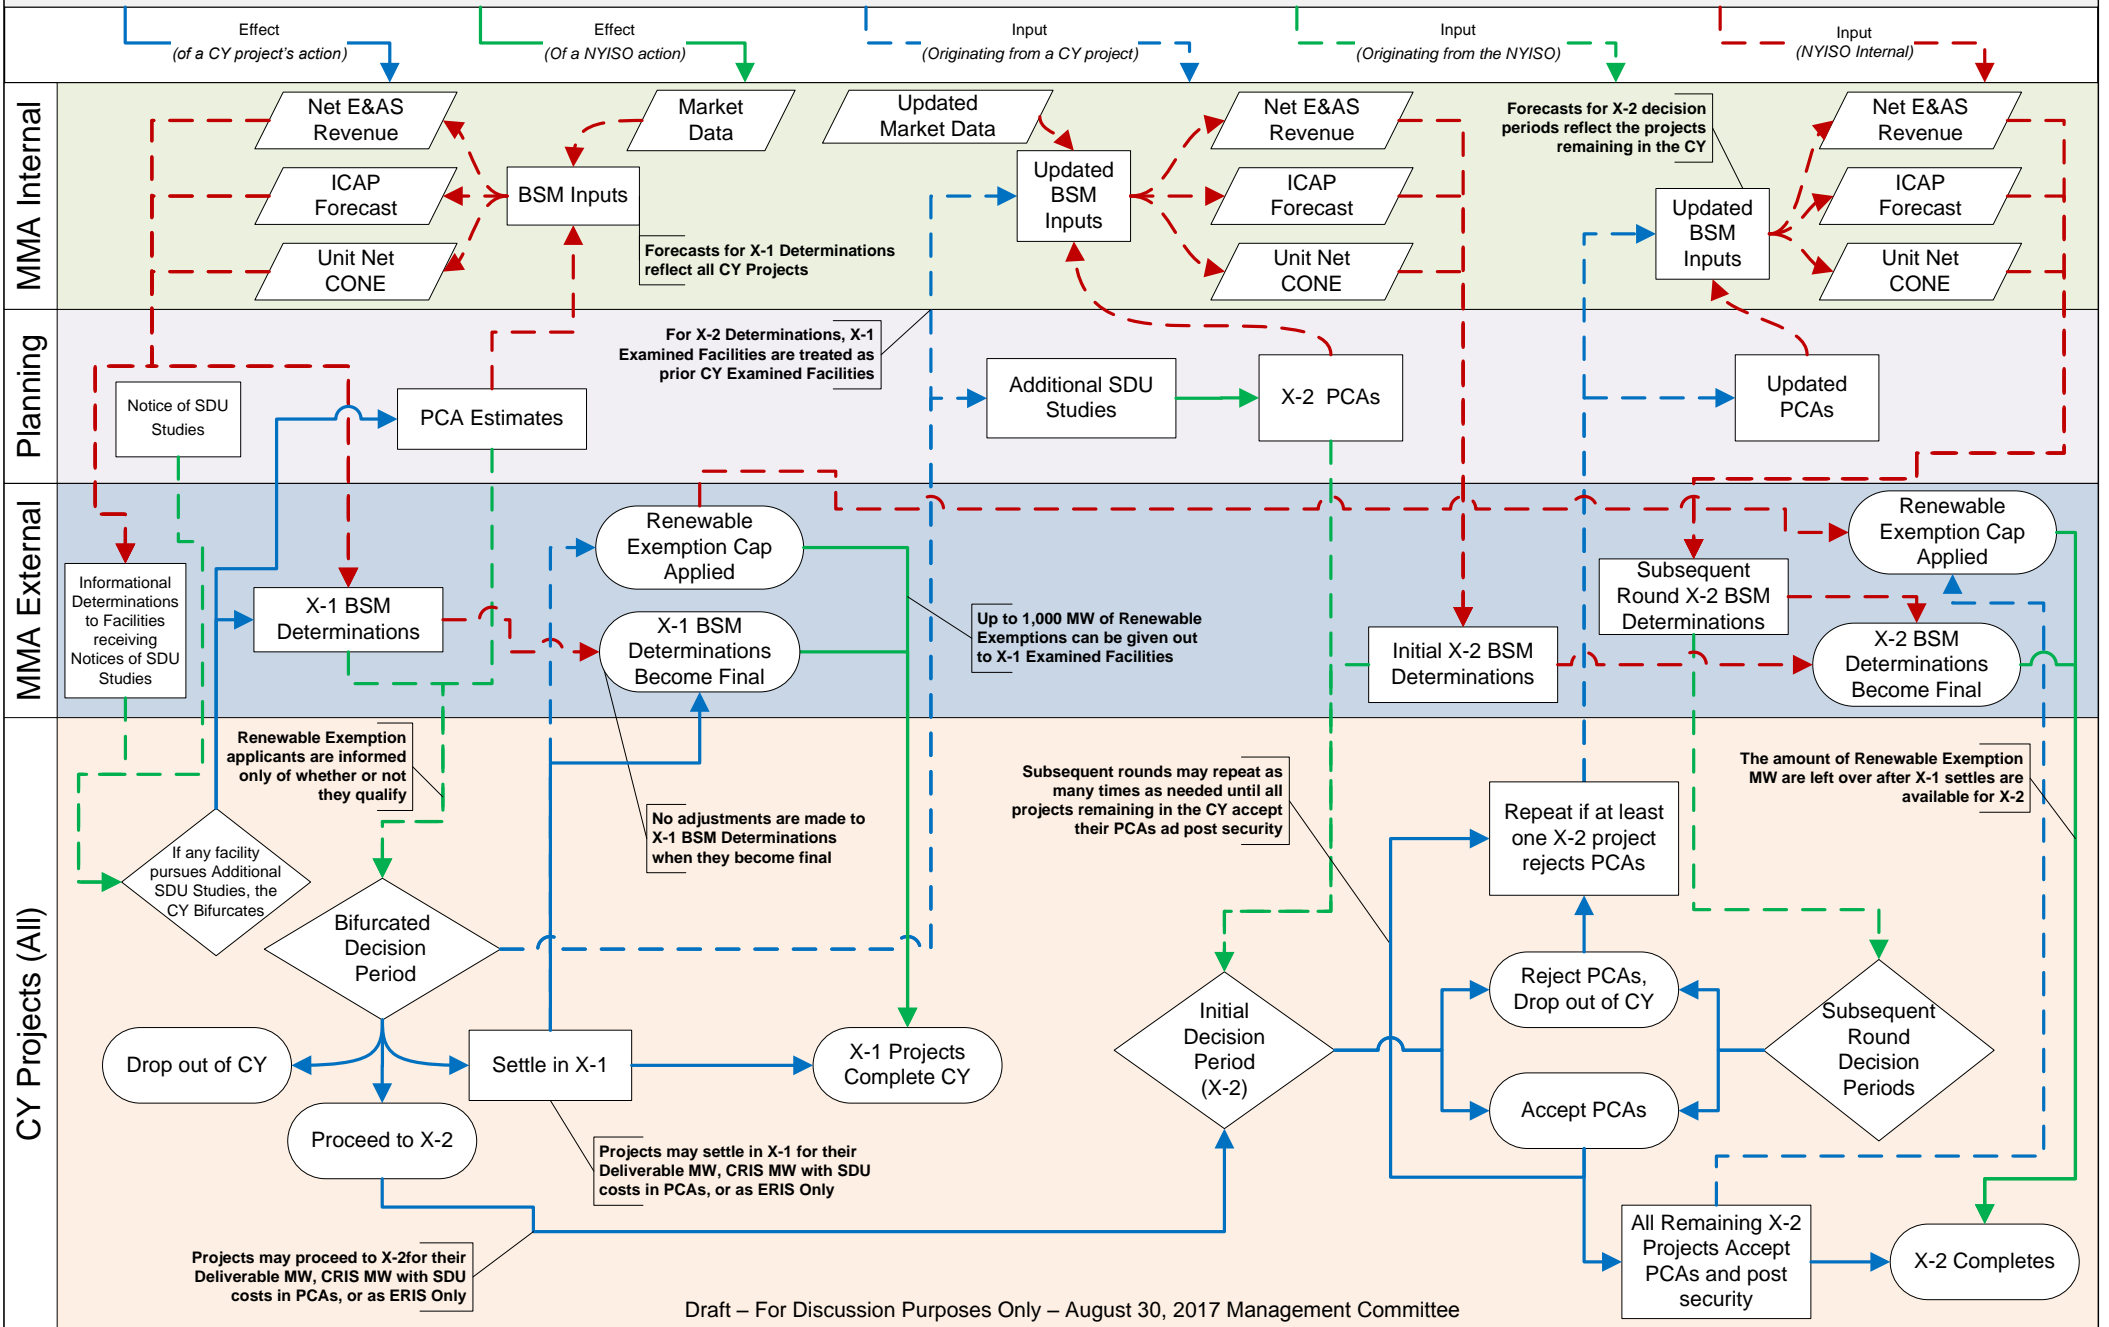 Effect
(of a CY project's action)
Effect
(Of a NYISO action)
Input
(Originating from a CY project)
Input
(Originating from the NYISO)
Input
(NYISO Internal)
MMA Internal
Net E&AS
Revenue
ICAP
Forecast
Unit Net
CONE
Market
Data
BSM Inputs
Forecasts for X-1 Determinations
reflect all CY Projects
Updated
Market Data
Updated
BSM
Inputs
Net E&AS
Revenue
ICAP
Forecast
Unit Net
CONE
Forecasts for X-2 decision
periods reflect the projects
remaining in the CY
Updated
BSM
Inputs
Net E&AS
Revenue
ICAP
Forecast
Unit Net
CONE
Planning
Notice of SDU
Studies
PCA Estimates
For X-2 Determinations, X-1
Examined Facilities are treated as
prior CY Examined Facilities
Additional SDU
Studies
X-2 PCAs
Updated
PCAs
MMA External
Informational
Determinations
to Facilities
receiving
Notices of SDU
Studies
X-1 BSM
Determinations
Renewable
Exemption Cap
Applied
X-1 BSM
Determinations
Become Final
Up to 1,000 MW of Renewable
Exemptions can be given out
to X-1 Examined Facilities
Initial X-2 BSM
Determinations
Subsequent
Round X-2 BSM
Determinations
Renewable
Exemption Cap
Applied
X-2 BSM
Determinations
Become Final
CY Projects (All)
Renewable Exemption
applicants are informed
only of whether or not
they qualify
If any facility
pursues Additional
SDU Studies, the
CY Bifurcates
Bifurcated
Decision
Period
No adjustments are made to
X-1 BSM Determinations
when they become final
Drop out of CY
Settle in X-1
X-1 Projects
Complete CY
Proceed to X-2
Projects may settle in X-1 for their
Deliverable MW, CRIS MW with SDU
costs in PCAs, or as ERIS Only
Projects may proceed to X-2for their
Deliverable MW, CRIS MW with SDU
costs in PCAs, or as ERIS Only
Subsequent rounds may repeat as
many times as needed until all
projects remaining in the CY accept
their PCAs ad post security
Initial
Decision
Period
(X-2)
Repeat if at least
one X-2 project
rejects PCAs
Reject PCAs,
Drop out of CY
Accept PCAs
Subsequent
Round
Decision
Periods
The amount of Renewable Exemption
MW are left over after X-1 settles are
available for X-2
All Remaining X-2
Projects Accept
PCAs and post
security
X-2 Completes
Draft – For Discussion Purposes Only – August 30, 2017 Management Committee